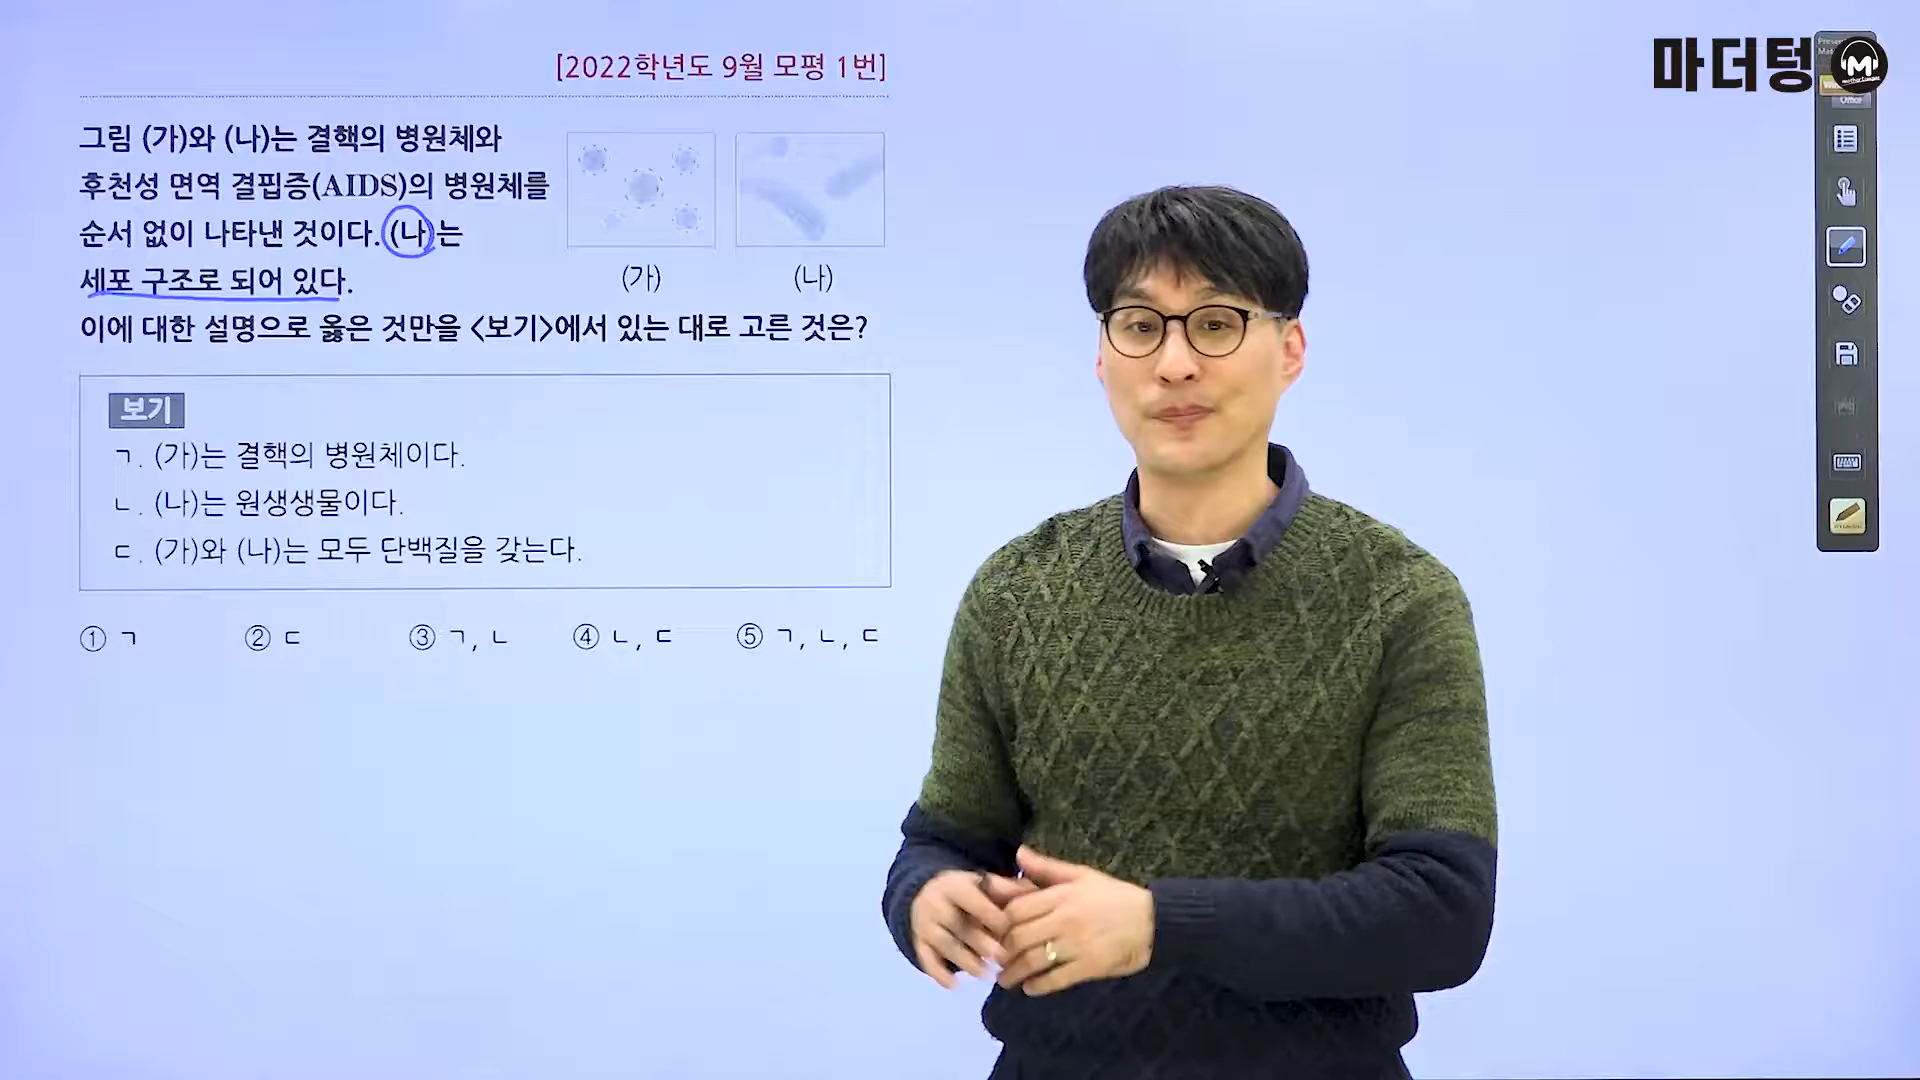 [2022학년도 9월 모평 1번]
마더텅
M
그림 (가)와 (나)는 결핵의 병원체와
후천성 면역 결핍증(AIDS)의 병원체를
순서 없이 나타낸 것이다. (나)는
세포 구조로 되어 있다.
(가)
(나)
이에 대한 설명으로 옳은 것만을 <보기>에서 있는 대로 고른 것은?
보기
ㄱ. (가)는 결핵의 병원체이다.
ㄴ. (나)는 원생생물이다.
ㄷ. (가)와 (나)는 모두 단백질을 갖는다.
① ㄱ ② ㄷ ③ ㄱ, ㄴ ④ ㄴ, ㄷ ⑤ ㄱ, ㄴ, ㄷ
Office